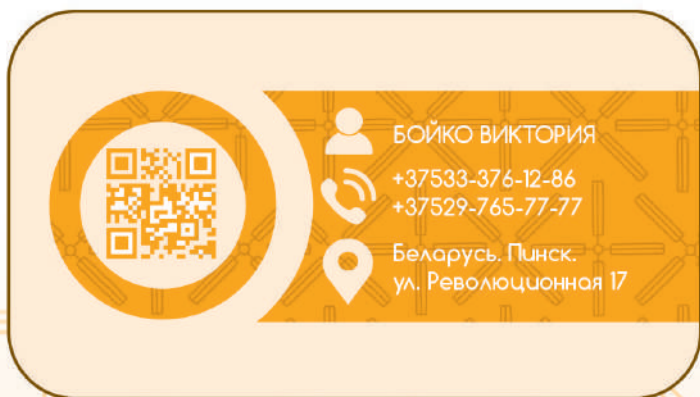 БОЙКО ВИКТОРИЯ
+37533-376-12-86
+37529-765-77-77
Беларусь. Пинск.
ул. Революционная 17